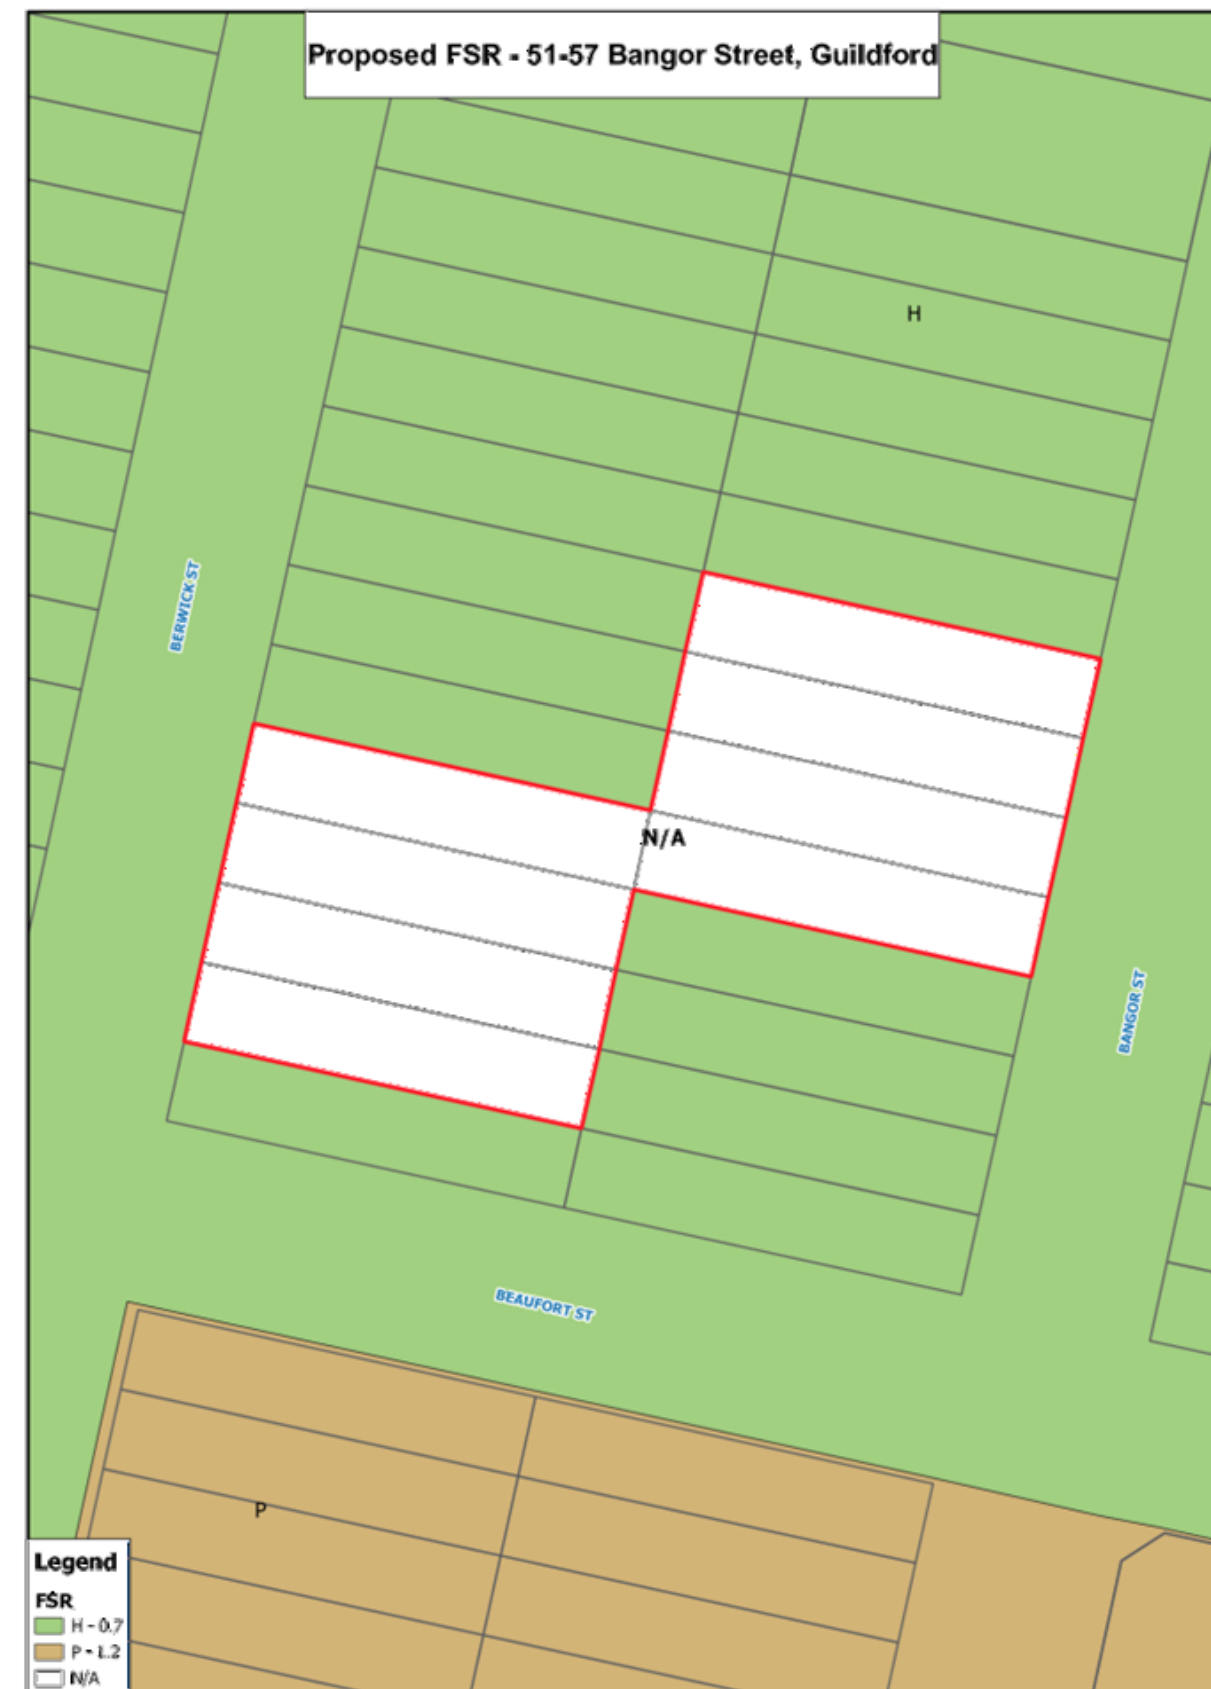 Proposed FSR - 51-57 Bangor Street, Guildford
H
BERWICK ST
N/A
BANGOR ST
BEAUFORT ST
P
Legend
FSR
H - 0.7
P - 1.2
N/A